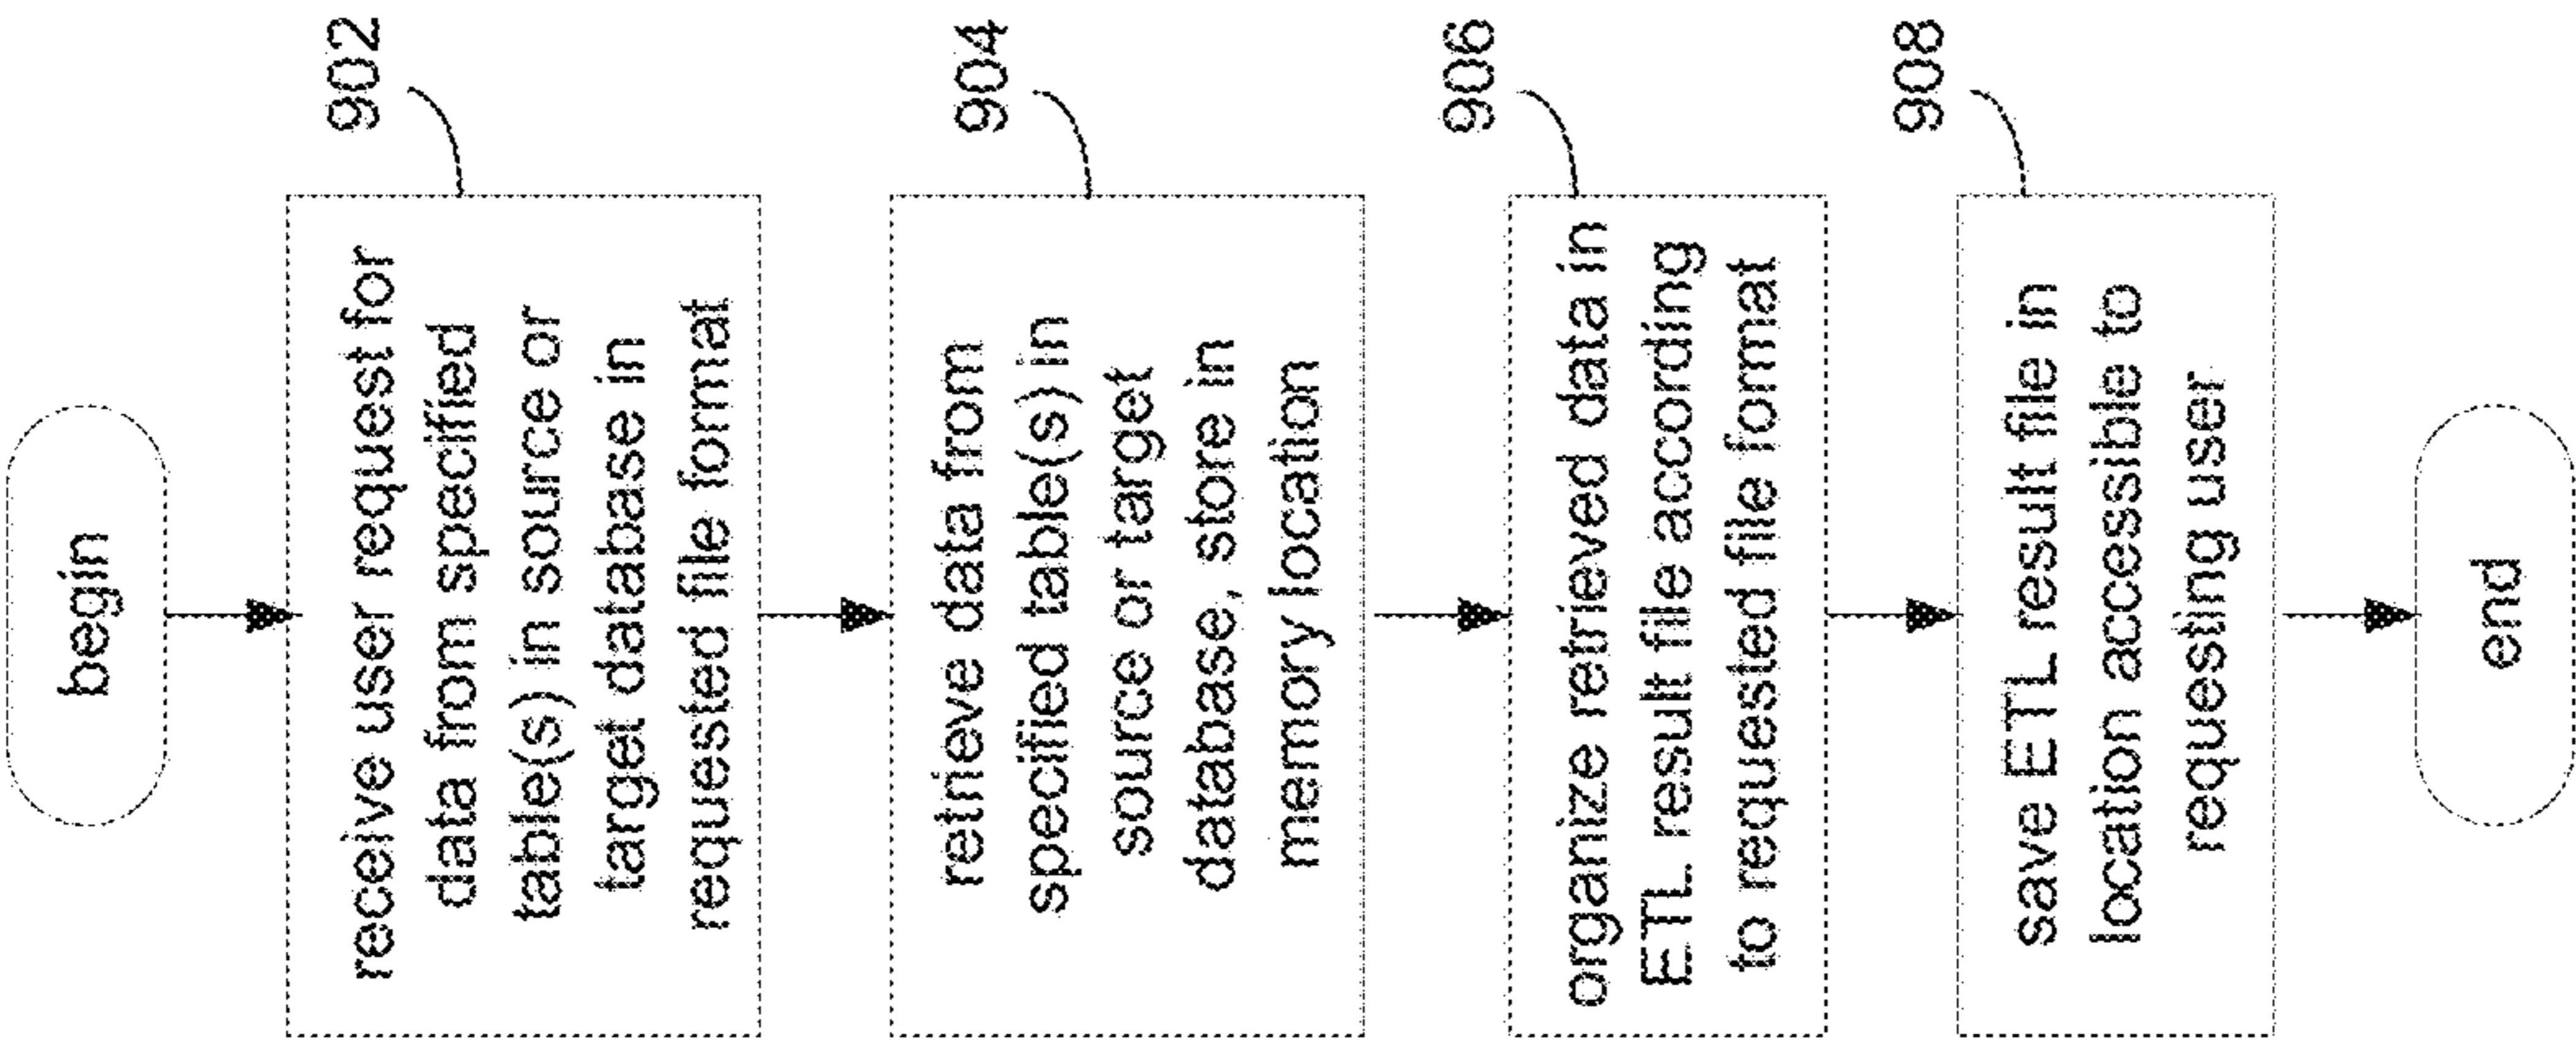 begin
902
receive user request for
data from specified
table(s) in source or
target database in
requested file format
904
retrieve data from
specified table(s) in
source or target
database, store in
memory location
906
organize retrieved data in
ETL result file according
to requested file format
908
save ETL result file in
location accessible to
requesting user
end